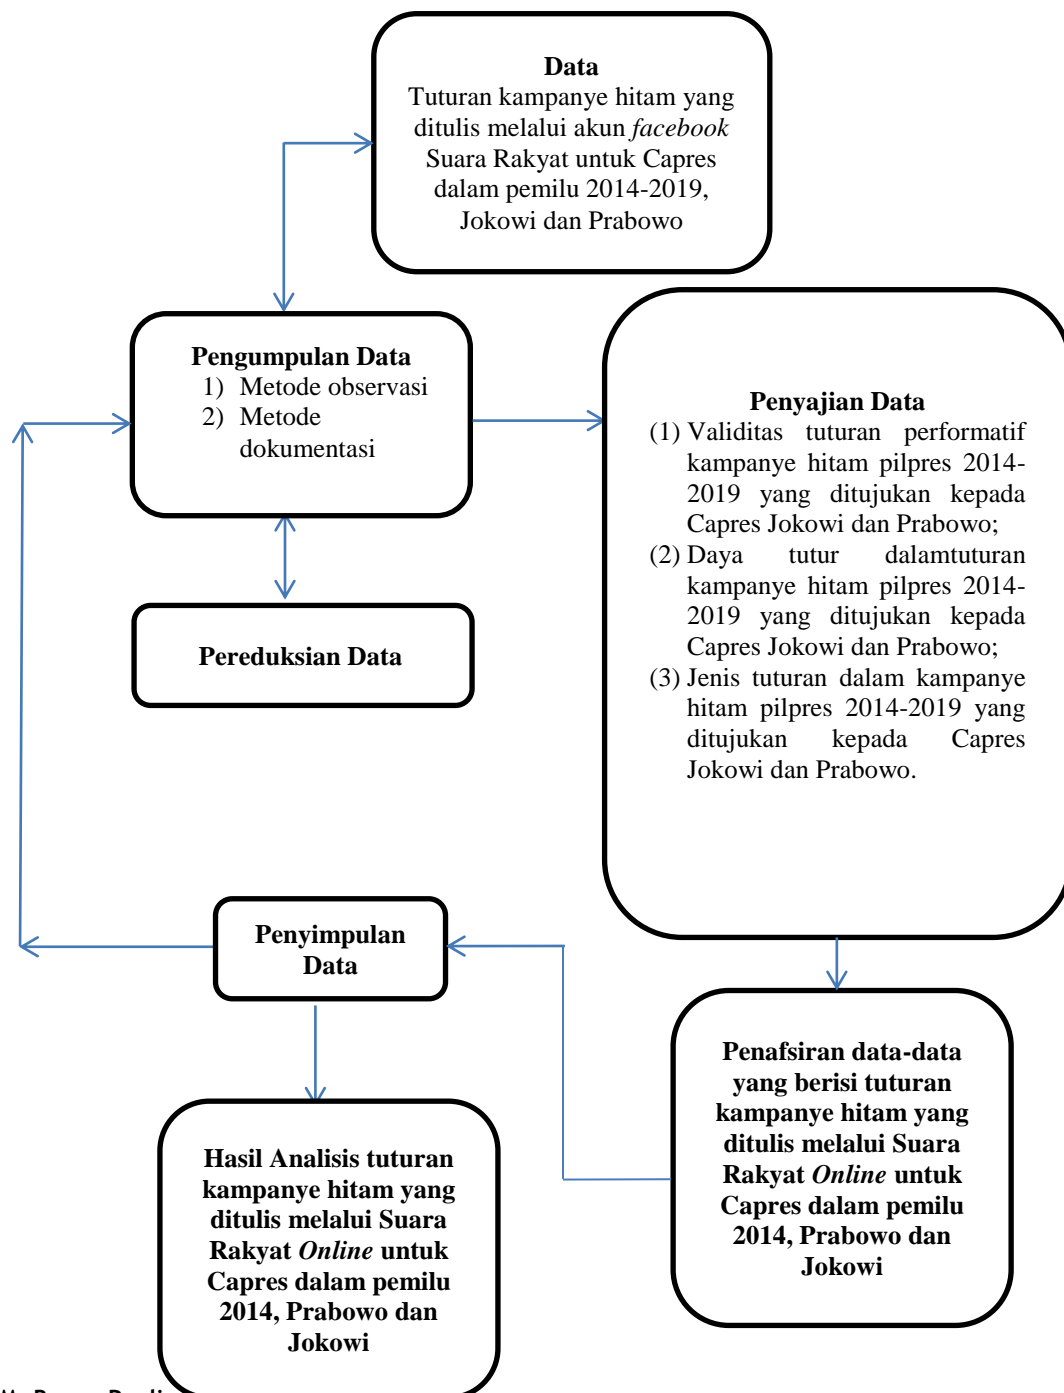 Data
Tuturan kampanye hitam yang
ditulis melalui akun facebook
Suara Rakyat untuk Capres
dalam pemilu 2014-2019,
Jokowi dan Prabowo
Pengumpulan Data
1) Metode observasi
2) Metode
dokumentasi
Penyajian Data
(1) Validitas tuturan performatif
kampanye hitam pilpres 2014-
2019 yang ditujukan kepada
Capres Jokowi dan Prabowo;
(2) Daya tutur dalamtuturan
kampanye hitam pilpres 2014-
2019 yang ditujukan kepada
Capres Jokowi dan Prabowo;
(3) Jenis tuturan dalam kampanye
hitam pilpres 2014-2019 yang
ditujukan kepada Capres
Jokowi dan Prabowo.
Pereduksian Data
Penyimpulan
Data
Penafsiran data-data
yang berisi tuturan
kampanye hitam yang
ditulis melalui Suara
Rakyat Online untuk
Capres dalam pemilu
2014, Prabowo dan
Jokowi
Hasil Analisis tuturan
kampanye hitam yang
ditulis melalui Suara
Rakyat Online untuk
Capres dalam pemilu
2014, Prabowo dan
Jokowi